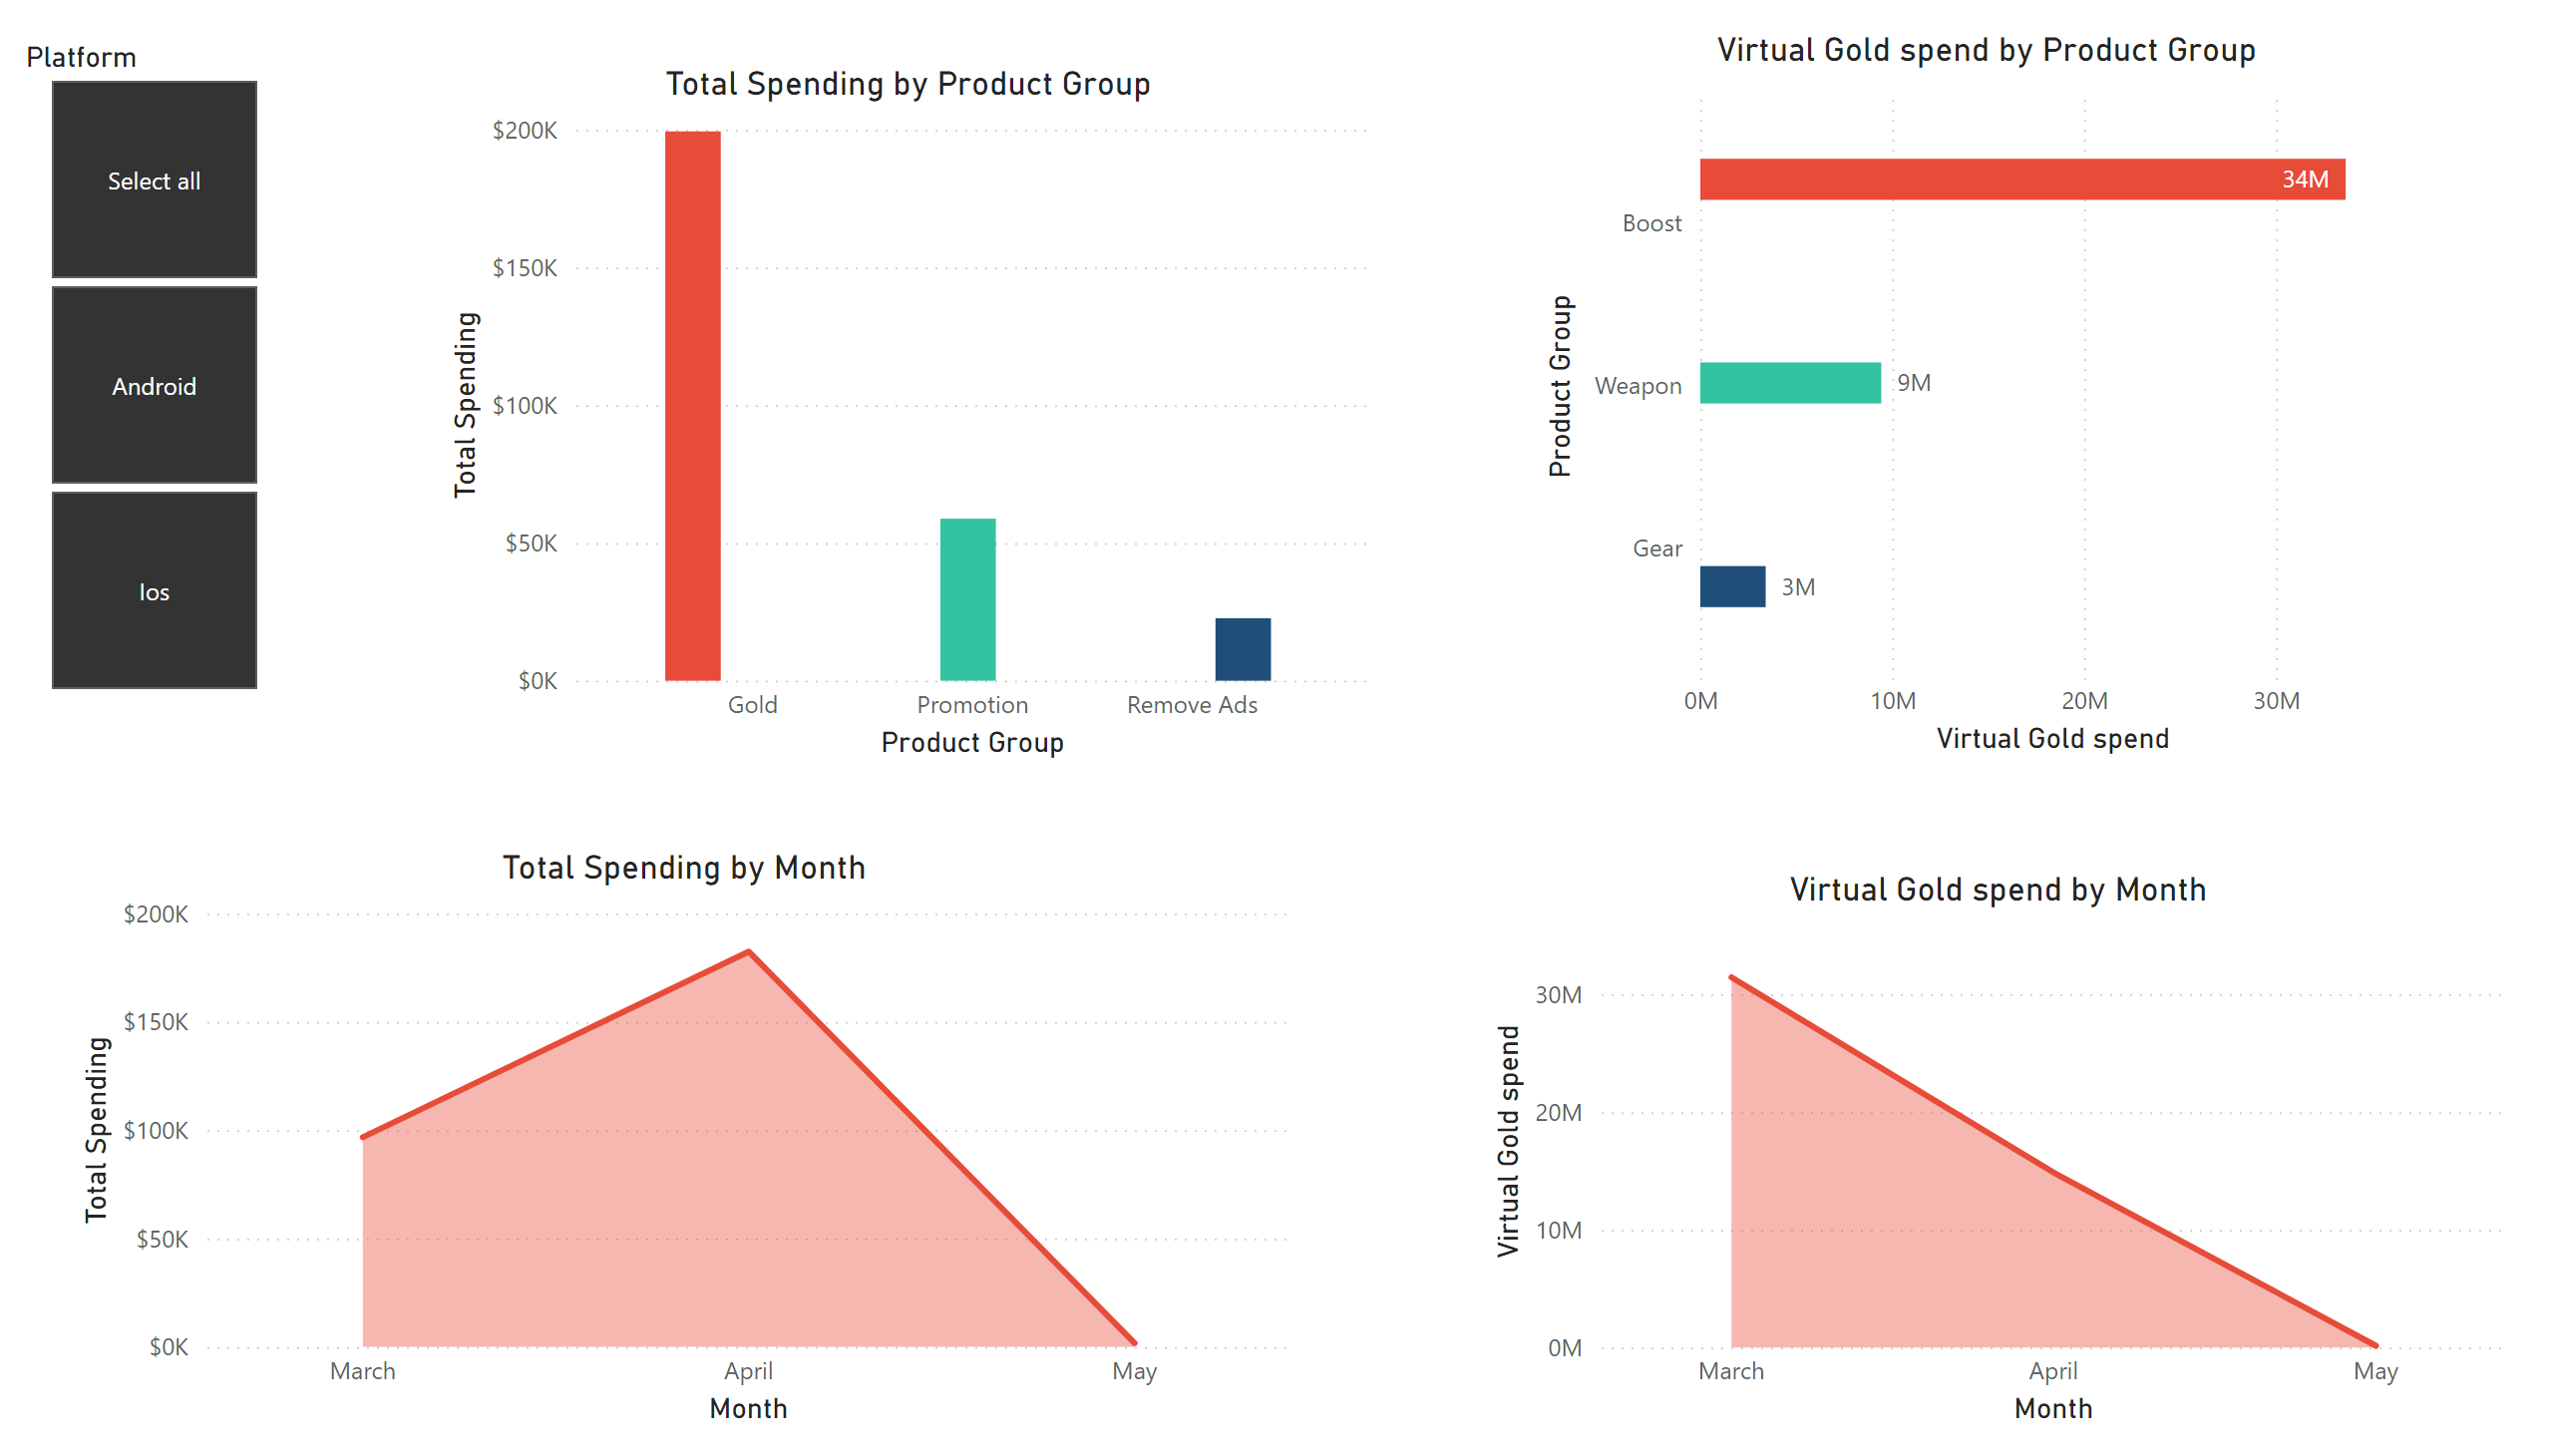 Platform
Select all
Android
Ios
Total Spending by Product Group
Total Spending
$200K
$150K
$100K
$50K
$0K
Gold
Promotion
Remove Ads
Product Group
Virtual Gold spend by Product Group
Product Group
Boost
34M
Weapon
9M
Gear
3M
0M
10M
20M
30M
Virtual Gold spend
Total Spending by Month
Total Spending
$200K
$150K
$100K
$50K
$0K
March
April
May
Month
Virtual Gold spend by Month
Virtual Gold spend
30M
20M
10M
0M
March
April
May
Month